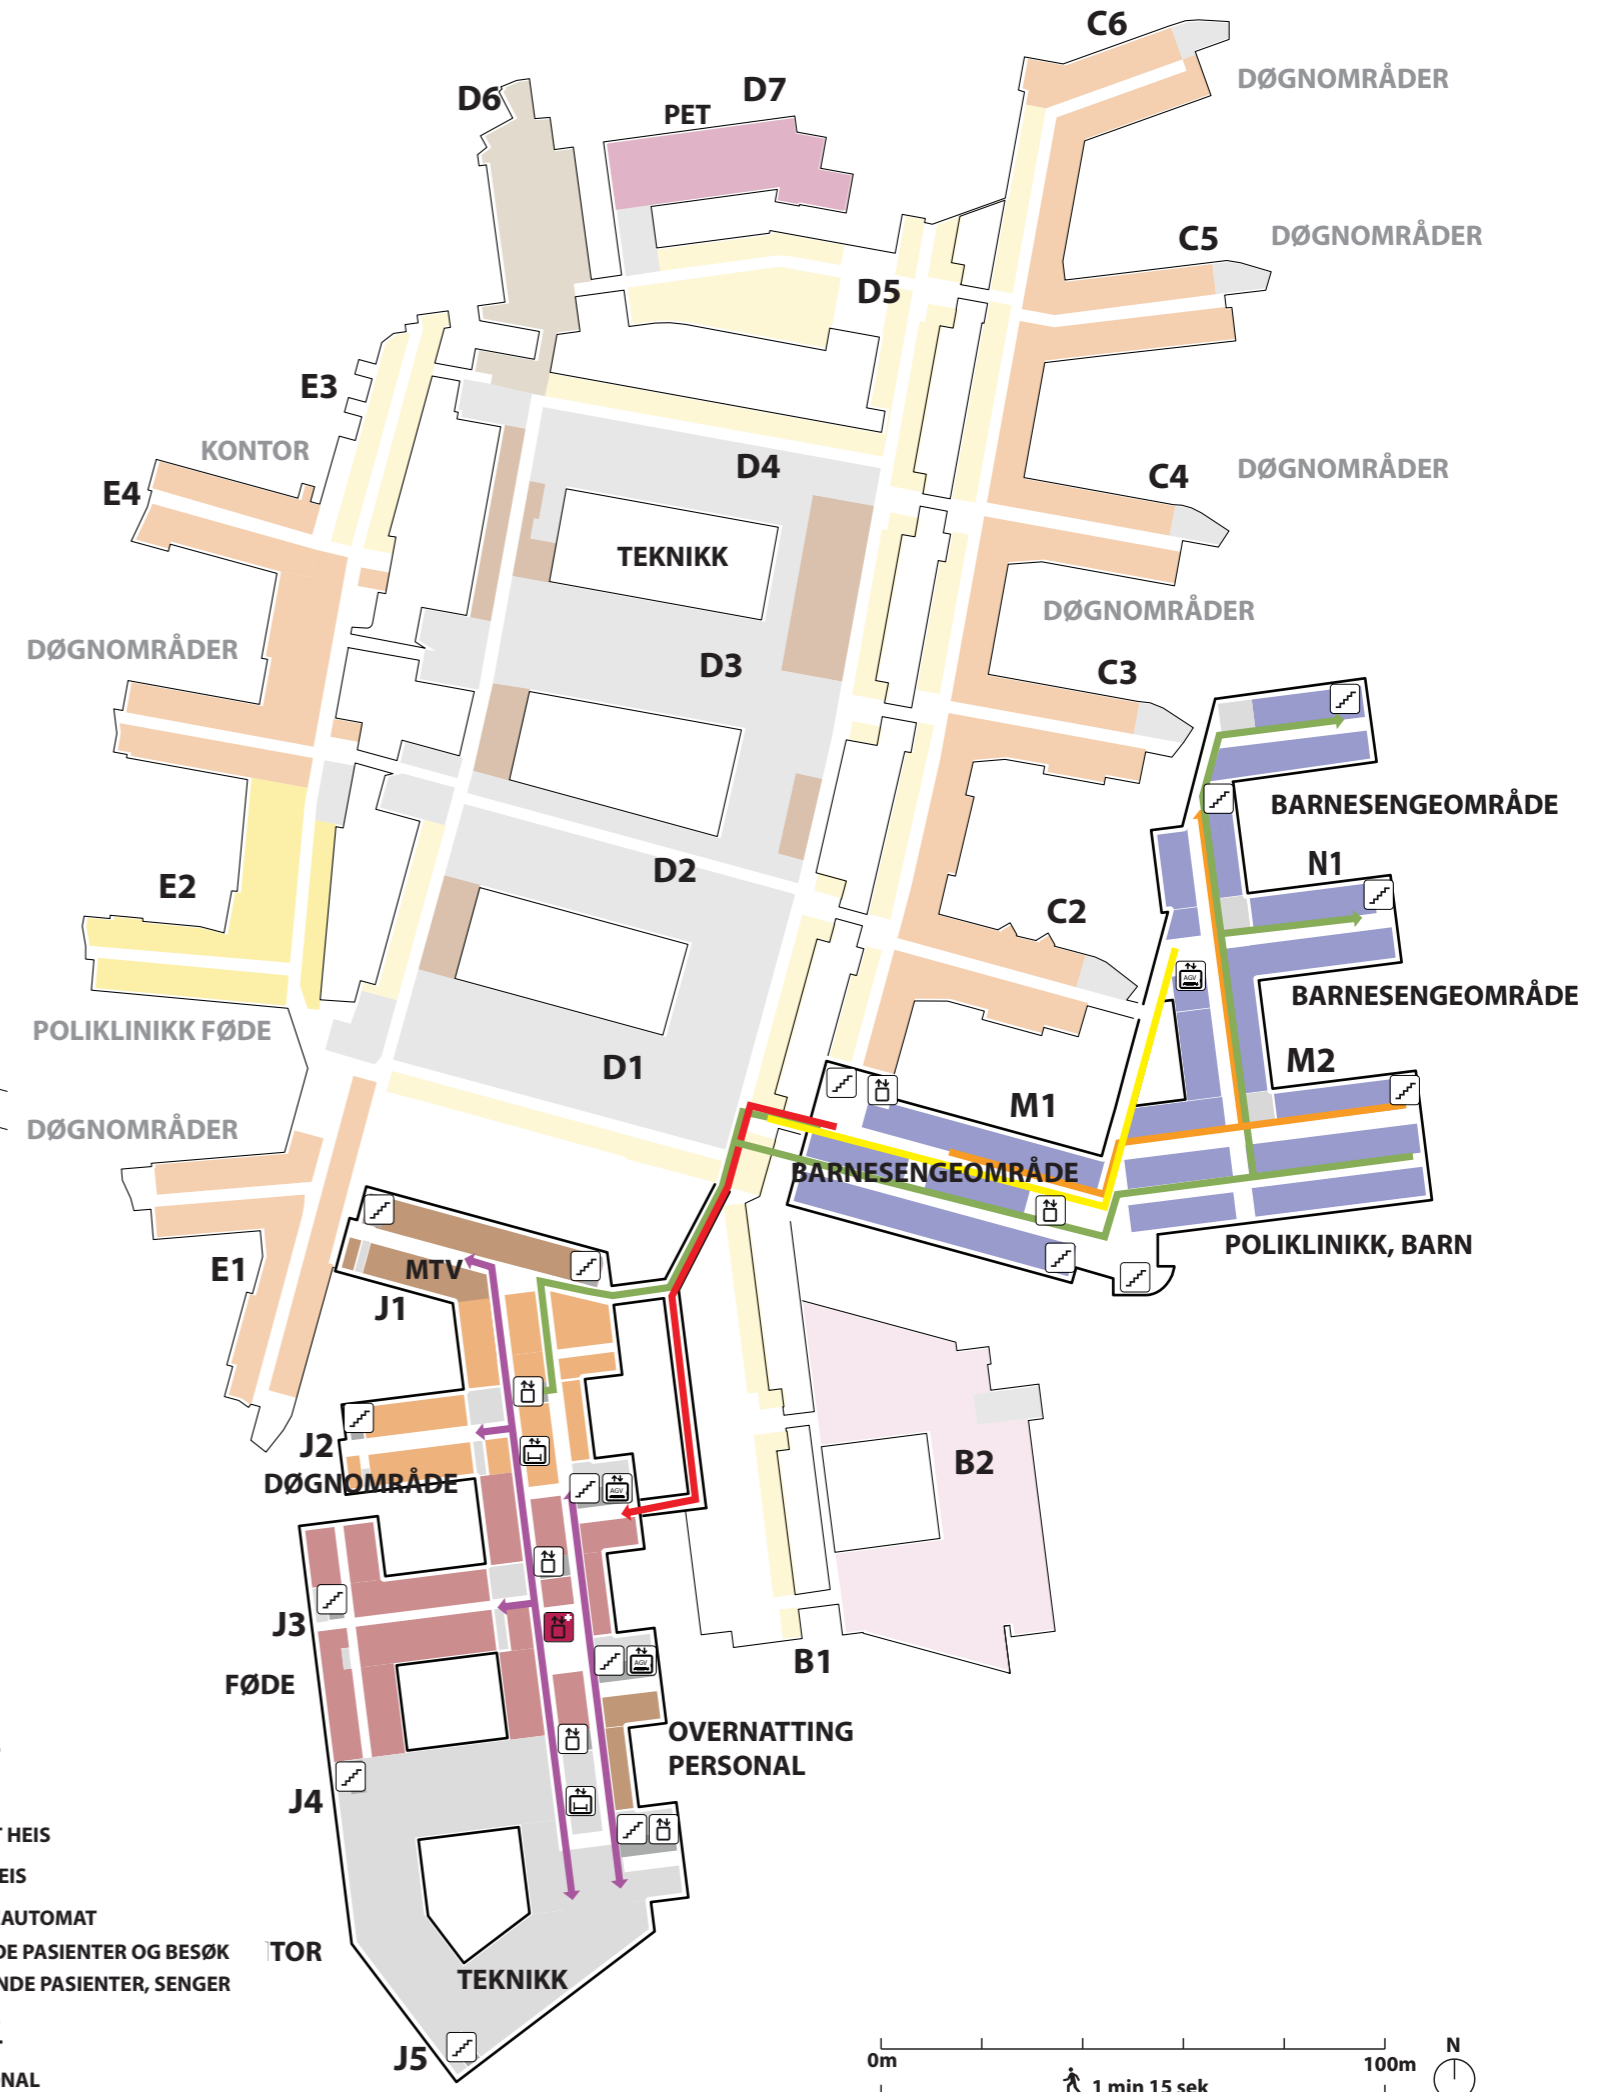 C6
DØGNOMRÅDER
D6
D7
PET
C5
DØGNOMRÅDER
D5
E3
KONTOR
D4
C4
DØGNOMRÅDER
E4
TEKNIKK
DØGNOMRÅDER
DØGNOMRÅDER
D3
C3
BARNESENGEOMRÅDE
D2
N1
E2
C2
AGV
BARNESENGEOMRÅDE
POLIKLINIKK FØDE
D1
M2
M1
DØGNOMRÅDER
BARNESENGEOMRÅDE
POLIKLINIKK, BARN
E1
MTV
J1
J2
DØGNOMRÅDE
B2
AGV
J3
FØDE
AGV
B1
OVERNATTING
PERSONAL
J4
HEIS
EIS
AUTOMAT
DE PASIENTER OG BESØK
TOR
NDE PASIENTER, SENGER
TEKNIKK
J5
N
0m
100m
1 min 15 sek
NAL